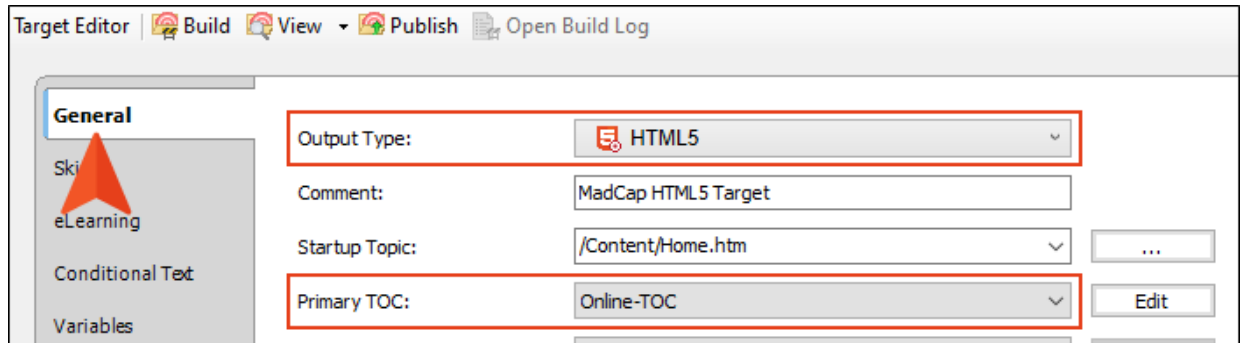 Target Editor Build View Publish Open Build Log
General
Output Type: HTML5
Comment: MadCap HTML5 Target
eLearning
Startup Topic: /Content/Home.htm ...
Conditional Text
Primary TOC: Online-TOC Edit
Variables